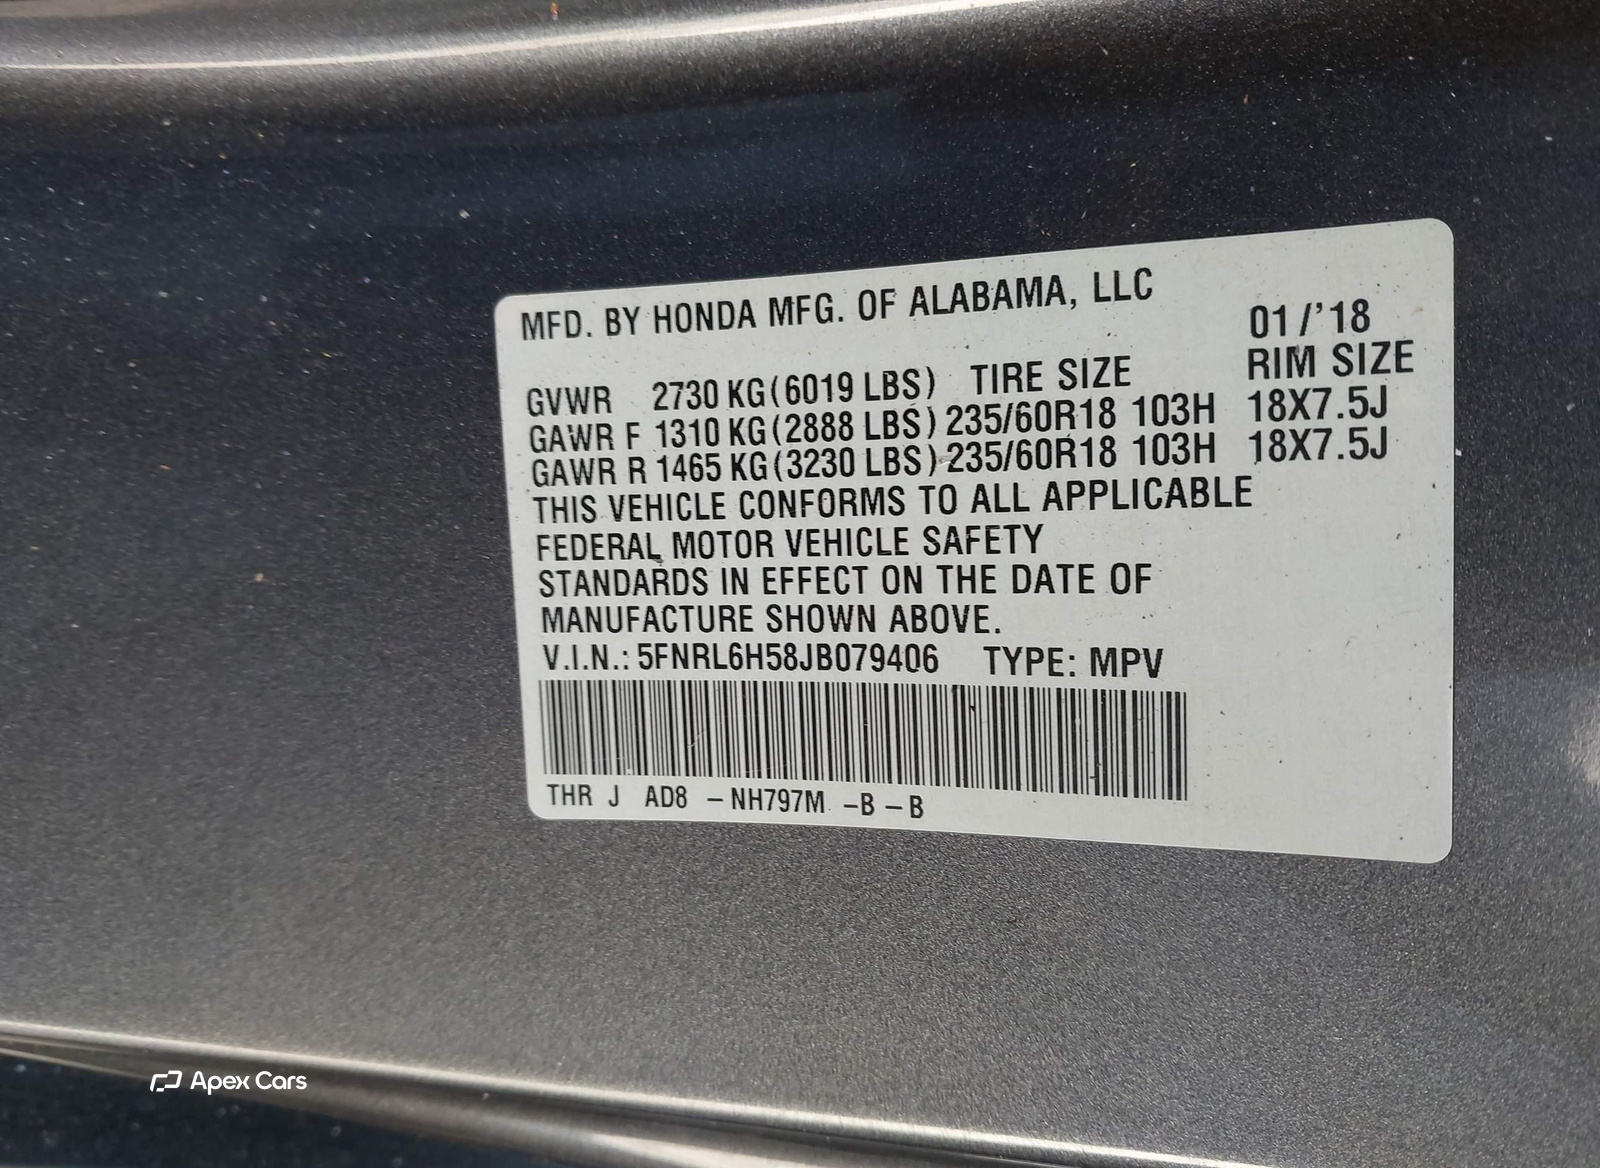 MFD. BY HONDA MFG. OF ALABAMA, LLC
01/'18
GVWR 2730 KG(6019 LBS) TIRE SIZE RIM SIZE
GAWR F 1310 KG(2888 LBS) 235/60R18 103H 18X7.5J
GAWR R 1465 KG(3230 LBS) 235/60R18 103H 18X7.5J
THIS VEHICLE CONFORMS TO ALL APPLICABLE
FEDERAL MOTOR VEHICLE SAFETY
STANDARDS IN EFFECT ON THE DATE OF
MANUFACTURE SHOWN ABOVE.
V.I.N.: 5FNRL6H58JB079406 TYPE: MPV
THR J AD8 – NH797M –B – B
Apex Cars